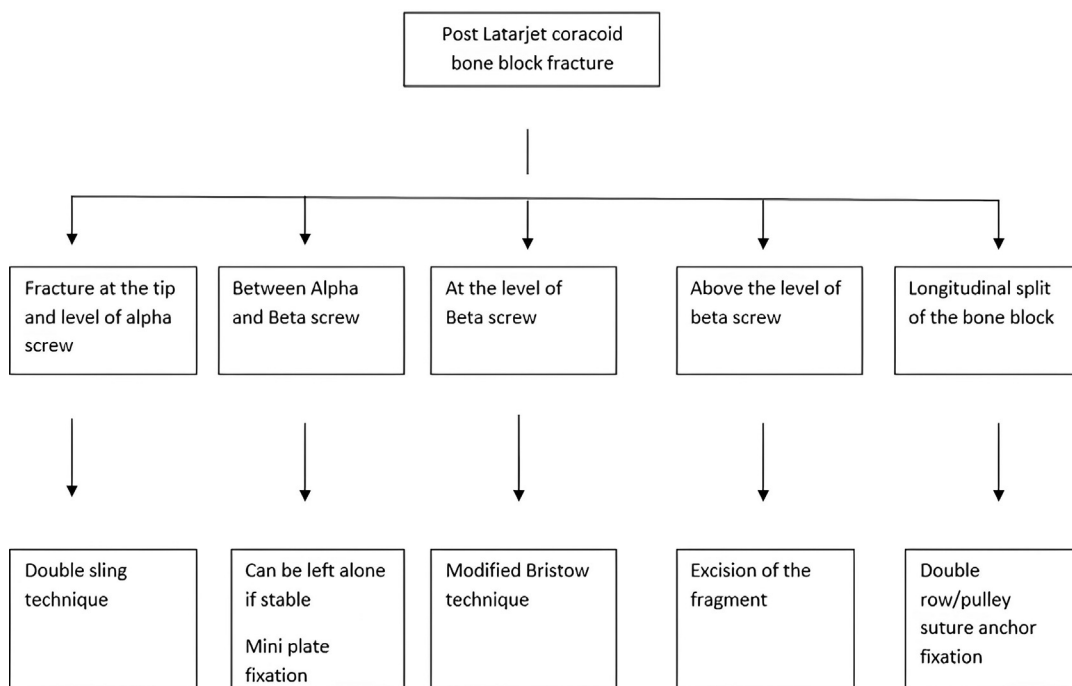 Post Latarjet coracoid
bone block fracture
Fracture at the tip
and level of alpha
screw
Between Alpha
and Beta screw
At the level of
Beta screw
Above the level of
beta screw
Longitudinal split
of the bone block
Double sling
technique
Can be left alone
if stable
Mini plate
fixation
Modified Bristow
technique
Excision of the
fragment
Double
row/pulley
suture anchor
fixation